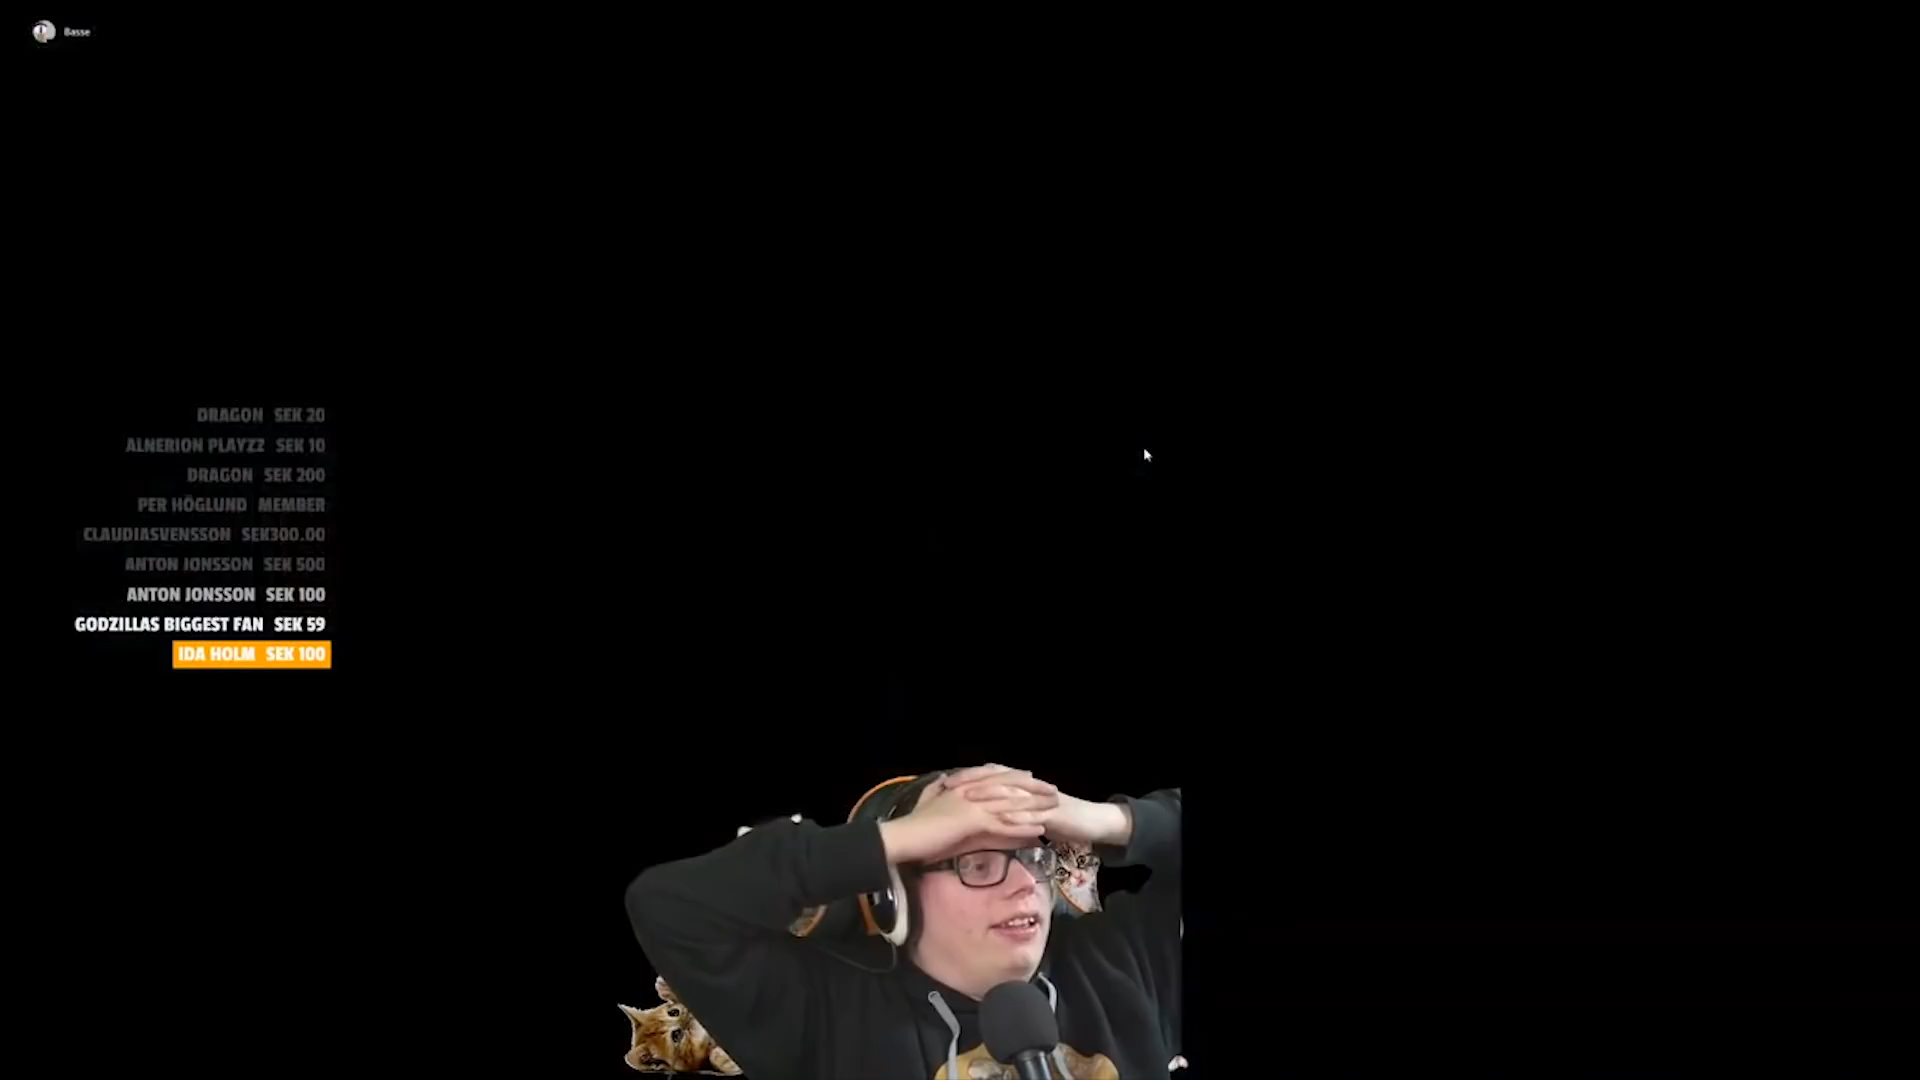 Basse
DRAGON SEK 20
ALNERION PLAYZZ SEK 10
DRAGON SEK 200
PER HÖGLUND MEMBER
CLAUDIASVENSSON SEK300.00
ANTON JONSSON SEK 500
ANTON JONSSON SEK 100
GODZILLAS BIGGEST FAN SEK 59
IDA HOLM SEK 100